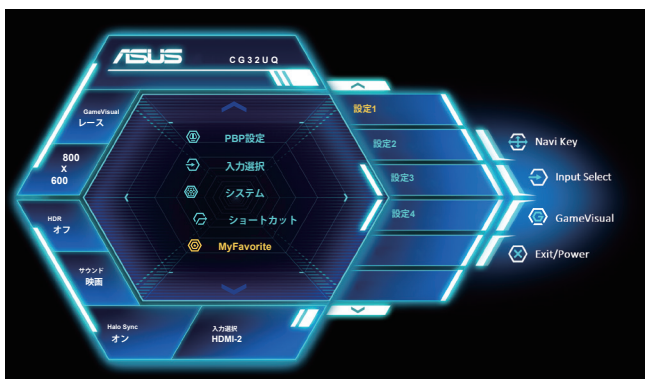 ASUS
CG32UQ
GameVisual
レース
800
X
600
HDR
オフ
サウンド
映画
Halo Sync
オン
入力選択
HDMI-2
PBP設定
入力選択
システム
ショートカット
MyFavorite
設定1
設定2
設定3
設定4
Navi Key
Input Select
GameVisual
Exit/Power